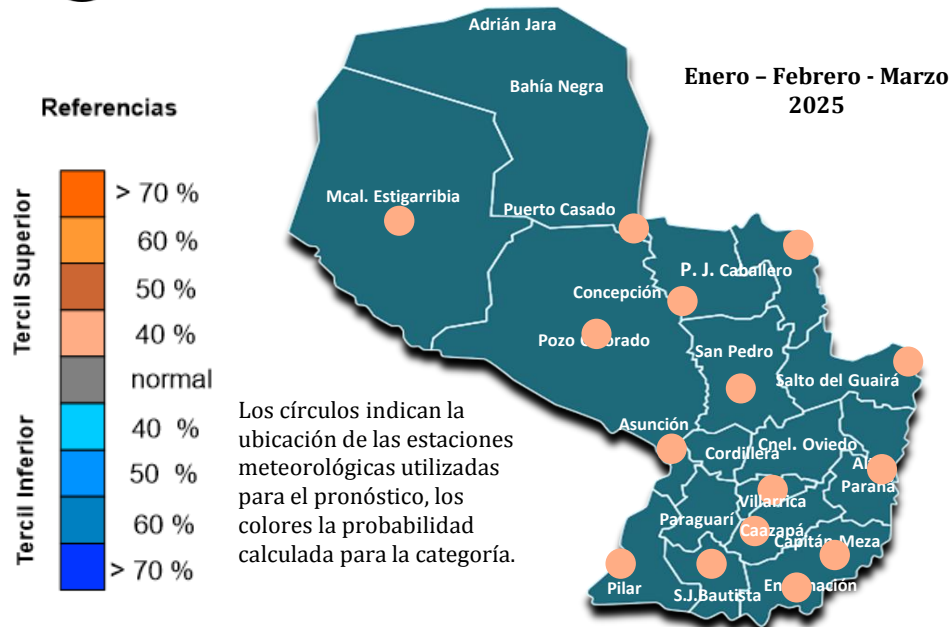 Adrián Jara
Enero – Febrero - Marzo
2025
Bahía Negra
Referencias
Tercil Superior
> 70 %
60 %
50 %
40 %
normal
Tercil Inferior
40 %
50 %
60 %
> 70 %
Mcal. Estigarribia
Puerto Casado
P. J. Caballero
Concepción
Pozo Colorado
San Pedro
Salto del Guairá
Asunción
Cordillera
Cnel. Oviedo
Alto
Paraná
Villarrica
Paraguarí
Caazapá
Capitán Meza
Pilar
S.J.Bautista
Encarnación
Los círculos indican la
ubicación de las estaciones
meteorológicas utilizadas
para el pronóstico, los
colores la probabilidad
calculada para la categoría.